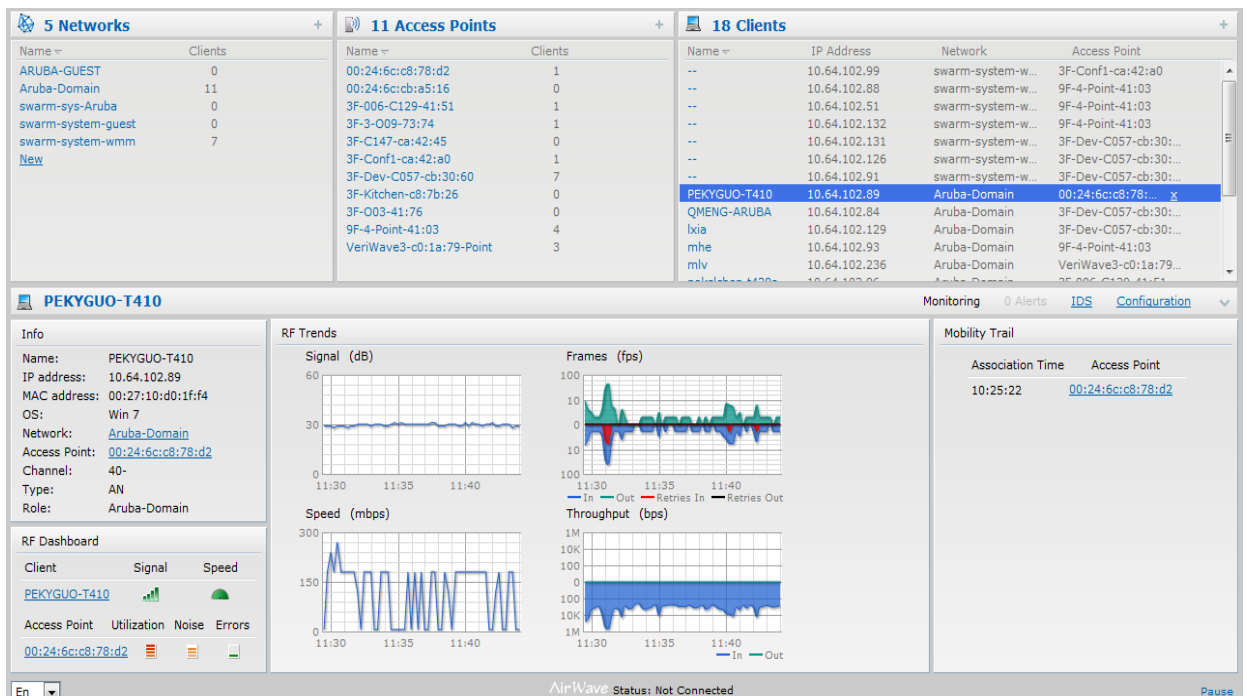 5 Networks +
Name Clients
ARUBA-GUEST 0
Aruba-Domain 11
swarm-sys-Aruba 0
swarm-system-guest 0
swarm-system-wmm 7
New
11 Access Points +
Name Clients
00:24:6c:c8:78:d2 1
00:24:6c:cb:a5:16 0
3F-006-C129-41:51 1
3F-3-O09-73:74 1
3F-C147-ca:42:45 0
3F-Conf1-ca:42:a0 1
3F-Dev-C057-cb:30:60 7
3F-Kitchen-c8:7b:26 0
3F-O03-41:76 0
9F-4-Point-41:03 4
VeriWave3-c0:1a:79-Point 3
18 Clients +
Name IP Address Network Access Point
-- 10.64.102.99 swarm-system-w... 3F-Conf1-ca:42:a0
-- 10.64.102.88 swarm-system-w... 9F-4-Point-41:03
-- 10.64.102.51 swarm-system-w... 9F-4-Point-41:03
-- 10.64.102.132 swarm-system-w... 9F-4-Point-41:03
-- 10.64.102.131 swarm-system-w... 3F-Dev-C057-cb:30:...
-- 10.64.102.126 swarm-system-w... 3F-Dev-C057-cb:30:...
-- 10.64.102.91 swarm-system-w... 3F-Dev-C057-cb:30:...
PEKYGUO-T410 10.64.102.89 Aruba-Domain 00:24:6c:c8:78:... x
QMENG-ARUBA 10.64.102.84 Aruba-Domain 3F-Dev-C057-cb:30:...
lxia 10.64.102.129 Aruba-Domain 3F-Dev-C057-cb:30:...
mhe 10.64.102.93 Aruba-Domain 9F-4-Point-41:03
mlv 10.64.102.236 Aruba-Domain VeriWave3-c0:1a:79...
PEKYGUO-T410 Monitoring 0 Alerts IDS Configuration
Info
Name: PEKYGUO-T410
IP address: 10.64.102.89
MAC address: 00:27:10:d0:1f:f4
OS: Win 7
Network: Aruba-Domain
Access Point: 00:24:6c:c8:78:d2
Channel: 40-
Type: AN
Role: Aruba-Domain
RF Dashboard
Client Signal Speed
PEKYGUO-T410
Access Point Utilization Noise Errors
00:24:6c:c8:78:d2
RF Trends
Signal (dB)
60
30
0
11:30 11:35 11:40
Frames (fps)
100
10
0
10
100
11:30 11:35 11:40
In Out Retries In Retries Out
Speed (mbps)
300
150
0
11:30 11:35 11:40
Throughput (bps)
1M
10K
100
0
100
10K
1M
11:30 11:35 11:40
In Out
Mobility Trail
Association Time Access Point
10:25:22 00:24:6c:c8:78:d2
En AirWave Status: Not Connected Pause